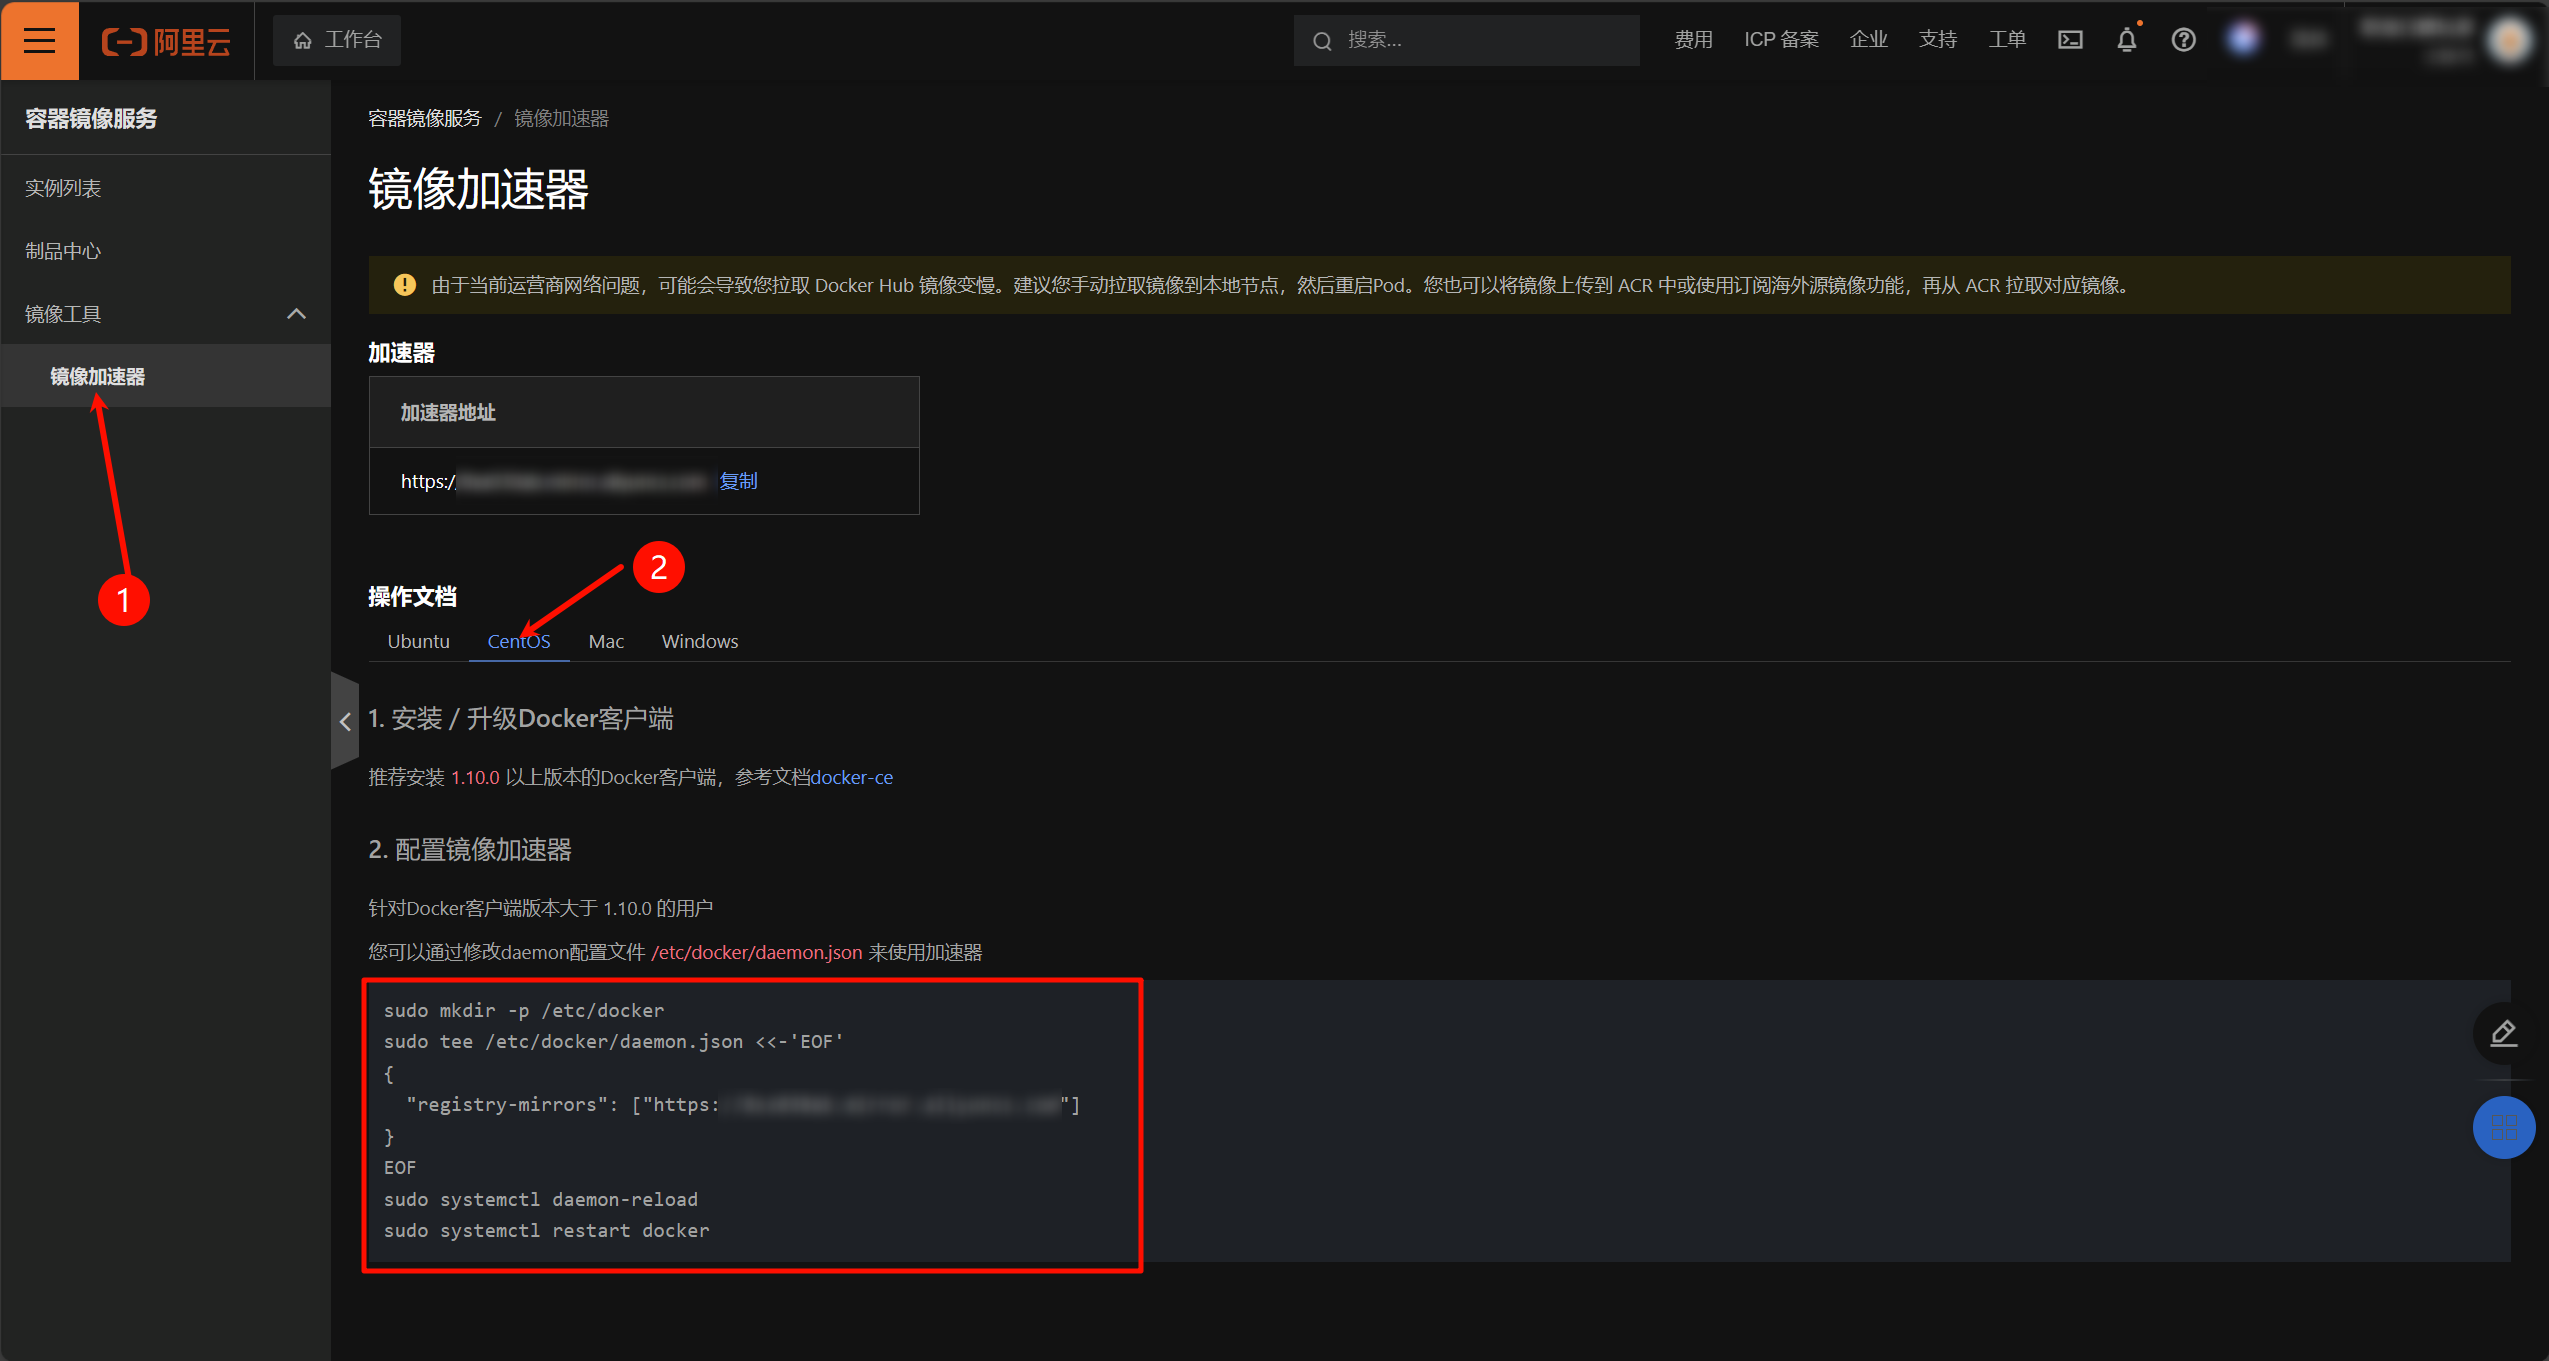 阿里云
工作台
搜索...
费用
ICP 备案
企业
支持
工单
容器镜像服务
实例列表
制品中心
镜像工具
镜像加速器
1
容器镜像服务 / 镜像加速器
镜像加速器
由于当前运营商网络问题，可能会导致您拉取 Docker Hub 镜像变慢。建议您手动拉取镜像到本地节点，然后重启Pod。您也可以将镜像上传到 ACR 中或使用订阅海外源镜像功能，再从 ACR 拉取对应镜像。
加速器
加速器地址
https:/ 复制
2
操作文档
Ubuntu CentOS Mac Windows
1. 安装 / 升级Docker客户端
推荐安装 1.10.0 以上版本的Docker客户端，参考文档docker-ce
2. 配置镜像加速器
针对Docker客户端版本大于 1.10.0 的用户
您可以通过修改daemon配置文件 /etc/docker/daemon.json 来使用加速器
sudo mkdir -p /etc/docker
sudo tee /etc/docker/daemon.json <<-'EOF'
{
  "registry-mirrors": ["https: "]
}
EOF
sudo systemctl daemon-reload
sudo systemctl restart docker